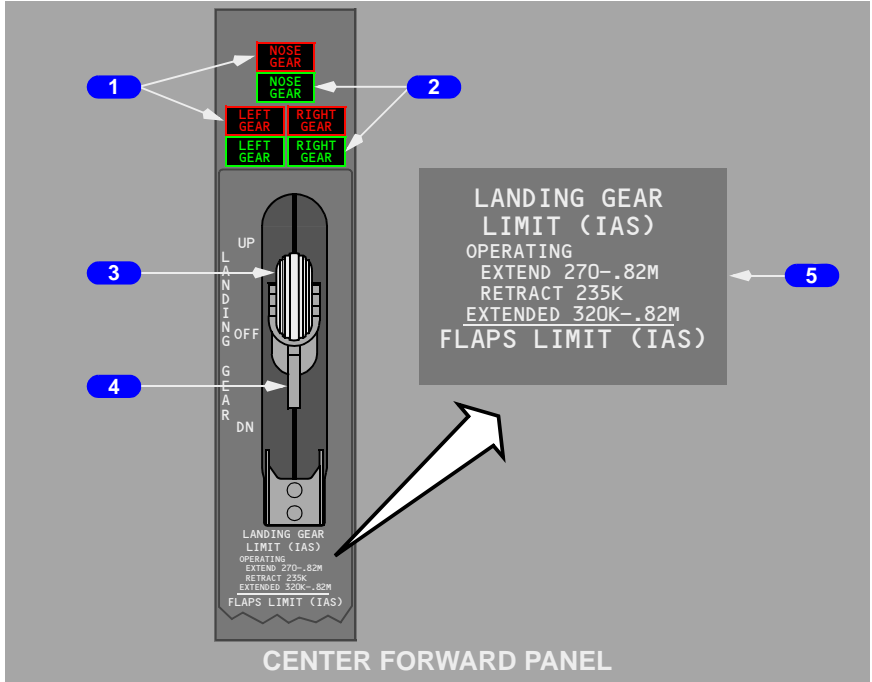 NOSE
GEAR
NOSE
GEAR
1
2
LEFT
GEAR
RIGHT
GEAR
LEFT
GEAR
RIGHT
GEAR
UP
LANDING GEAR
OFF
DN
3
4
LANDING GEAR
LIMIT (IAS)
OPERATING
EXTEND 270-.82M
RETRACT 235K
EXTENDED 320K-.82M
FLAPS LIMIT (IAS)
5
LANDING GEAR
LIMIT (IAS)
OPERATING
EXTEND 270-.82M
RETRACT 235K
EXTENDED 320K-.82M
FLAPS LIMIT (IAS)
CENTER FORWARD PANEL